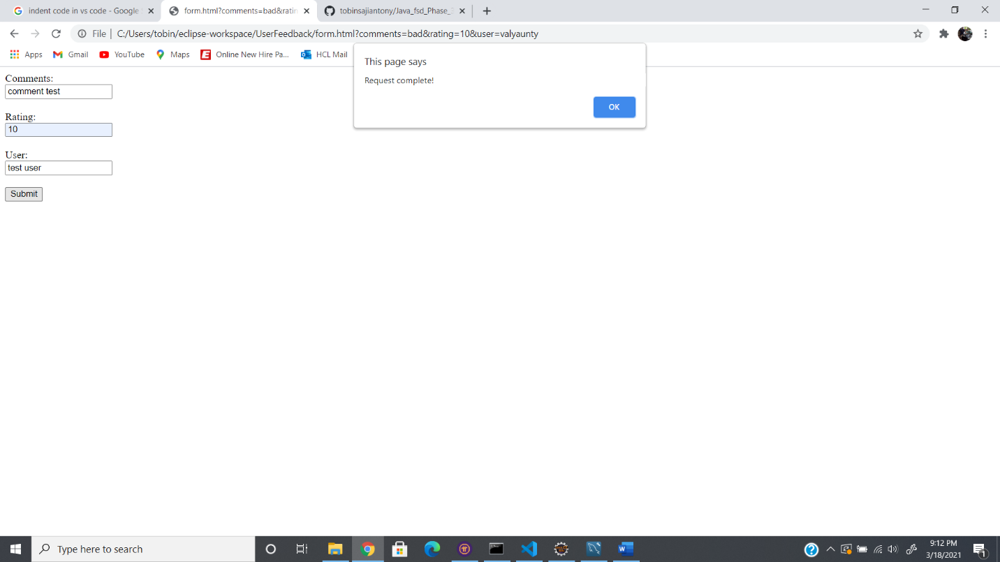 indent code in vs code - Google
form.html?comments=bad&ratin
tobinsajiantony/Java_fsd_Phase_
File
C:/Users/tobin/eclipse-workspace/UserFeedback/form.html?comments=bad&rating=10&user=valyaunty
Apps
Gmail
YouTube
Maps
Online New Hire Pa...
HCL Mail
This page says
Request complete!
OK
Comments:
comment test
Rating:
10
User:
test user
Submit
Type here to search
9:12 PM
3/18/2021
1